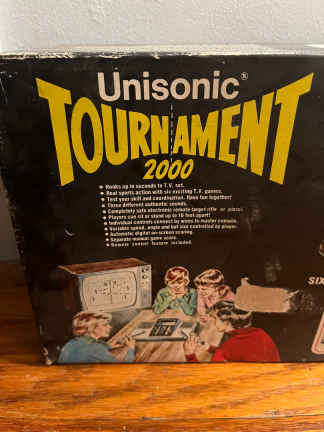 Unisonic®
TOURNAMENT
2000
• Hooks up in seconds to T.V. set.
• Real sports action with six exciting T.V. games.
• Test your skill and coordination. Have fun together!
• Three different authentic sounds.
• Completely safe electronic remote target rifle or pistol.
• Players can sit or stand up to 10 feet apart!
• Individual controls connect by wires to master console.
• Variable speed, angle and bat size controlled by player.
• Automatic digital on-screen scoring.
• Separate manual game score.
• Remote control feature included.
SIX